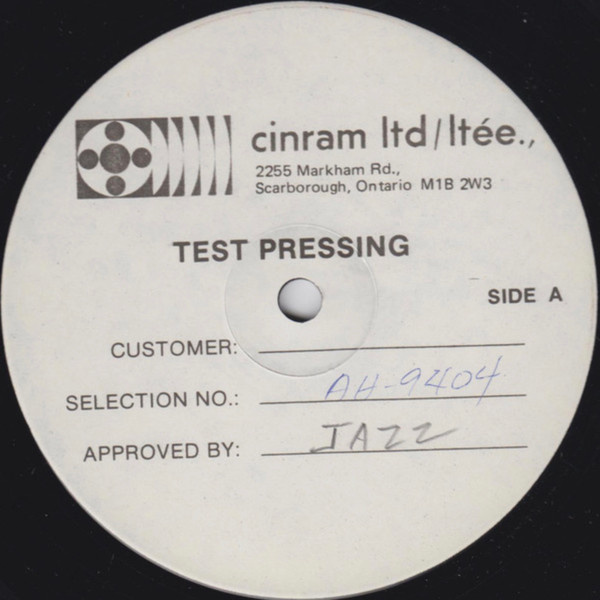 cinram ltd/ltée.,
2255 Markham Rd.,
Scarborough, Ontario M1B 2W3
TEST PRESSING
SIDE A
CUSTOMER:
SELECTION NO.: AH-9404
APPROVED BY: JAZZ